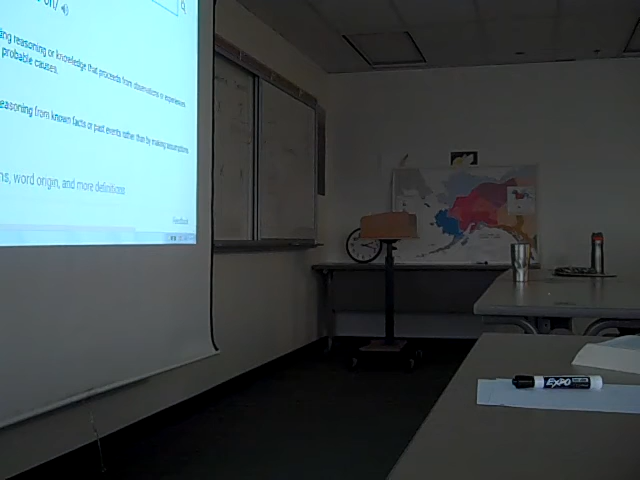 ing reasoning or knowledge that proceeds from observations or experiences
probable causes.
reasoning from known facts or past events rather than by making assumptions
ns, word origin, and more definitions
Feedback
EXPO